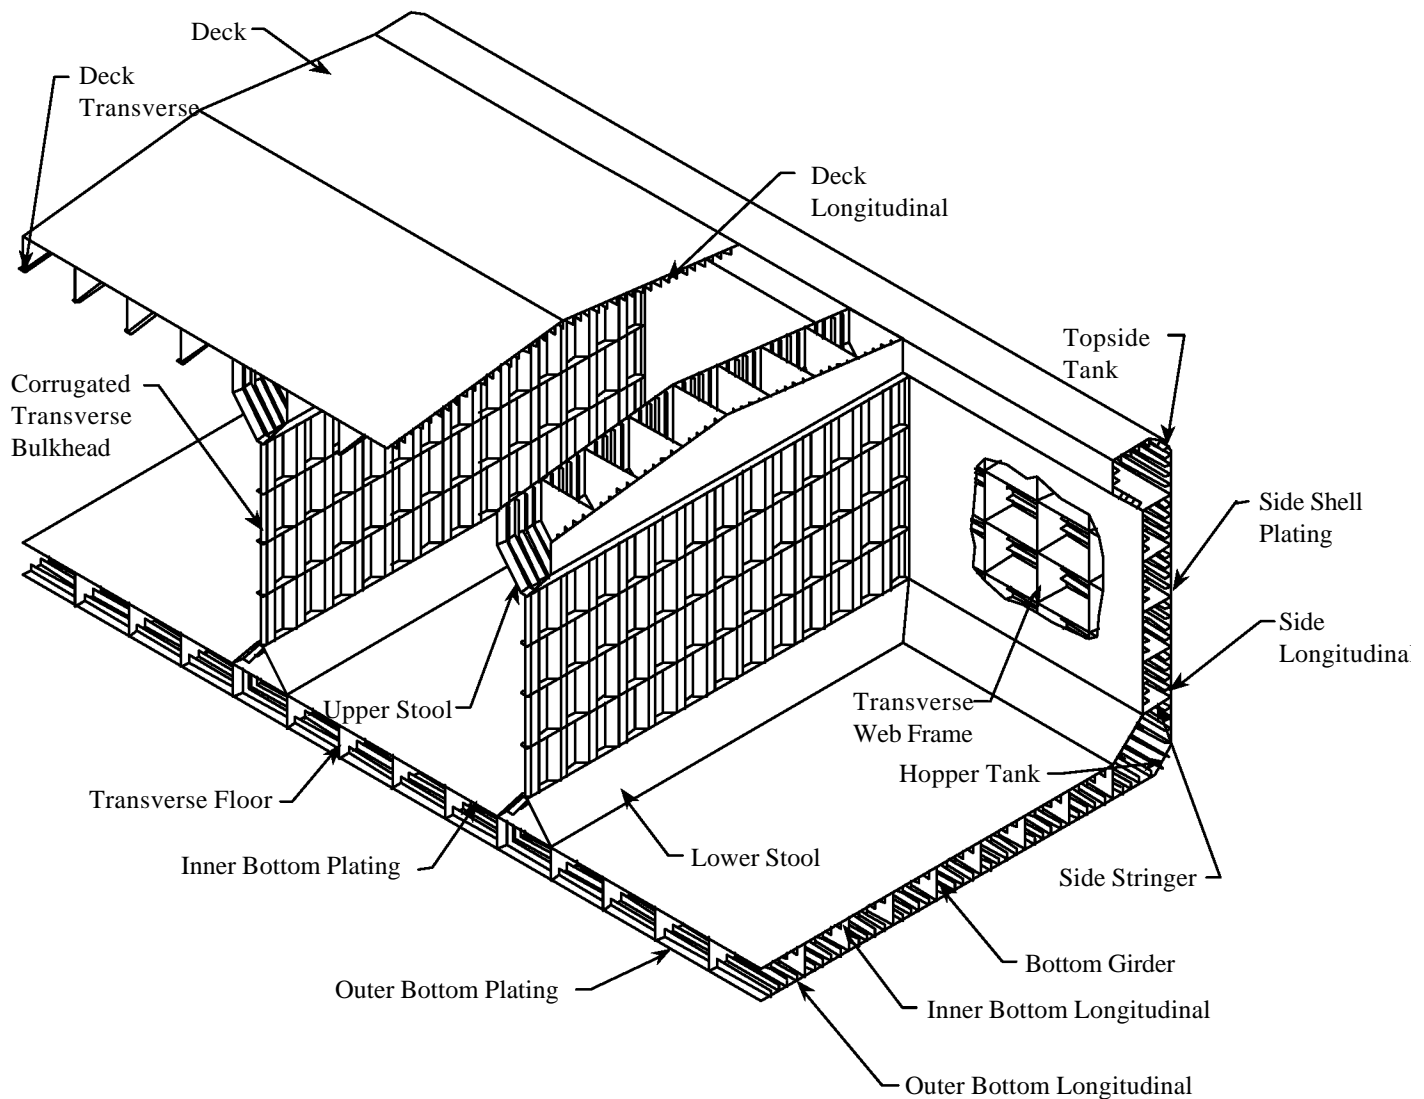 Deck
Deck
Transverse
Deck
Longitudinal
Topside
Tank
Corrugated
Transverse
Bulkhead
Side Shell
Plating
Side
Longitudinal
Upper Stool
Transverse
Web Frame
Hopper Tank
Transverse Floor
Inner Bottom Plating
Lower Stool
Side Stringer
Outer Bottom Plating
Bottom Girder
Inner Bottom Longitudinal
Outer Bottom Longitudinal